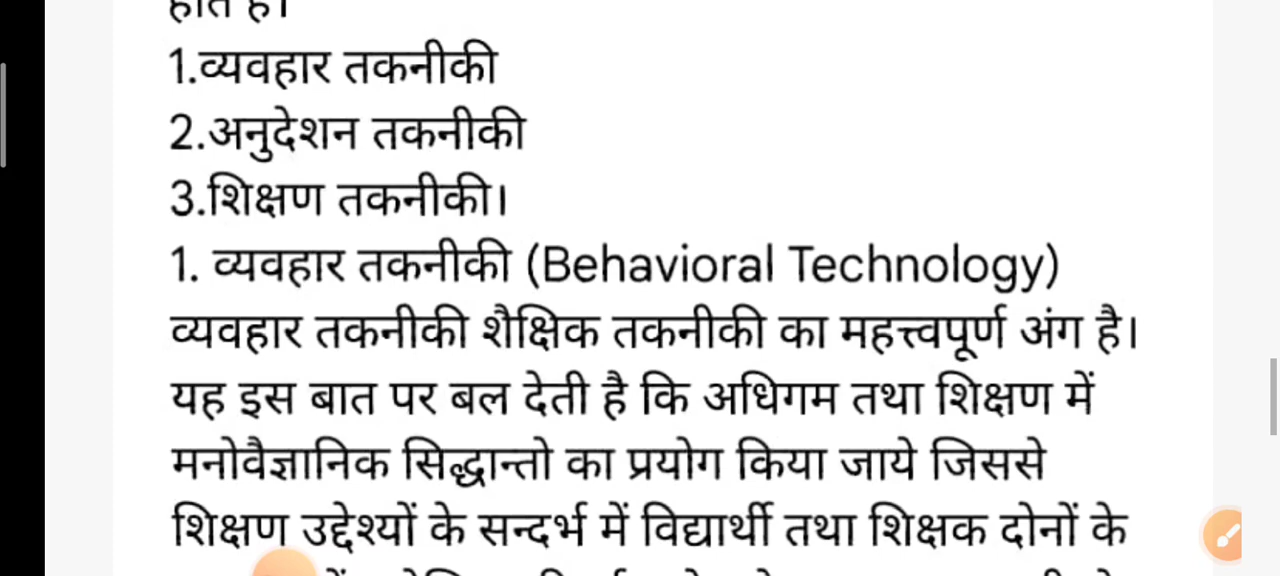 होते है।
1.व्यवहार तकनीकी
2.अनुदेशन तकनीकी
3.शिक्षण तकनीकी।
1. व्यवहार तकनीकी (Behavioral Technology)
व्यवहार तकनीकी शैक्षिक तकनीकी का महत्त्वपूर्ण अंग है।
यह इस बात पर बल देती है कि अधिगम तथा शिक्षण में
मनोवैज्ञानिक सिद्धान्तो का प्रयोग किया जाये जिससे
शिक्षण उद्देश्यों के सन्दर्भ में विद्यार्थी तथा शिक्षक दोनों के